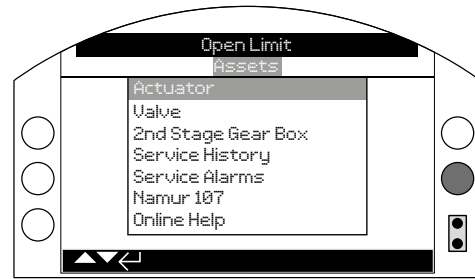 Open Limit
Assets
Actuator
Valve
2nd Stage Gear Box
Service History
Service Alarms
Namur 107
Online Help